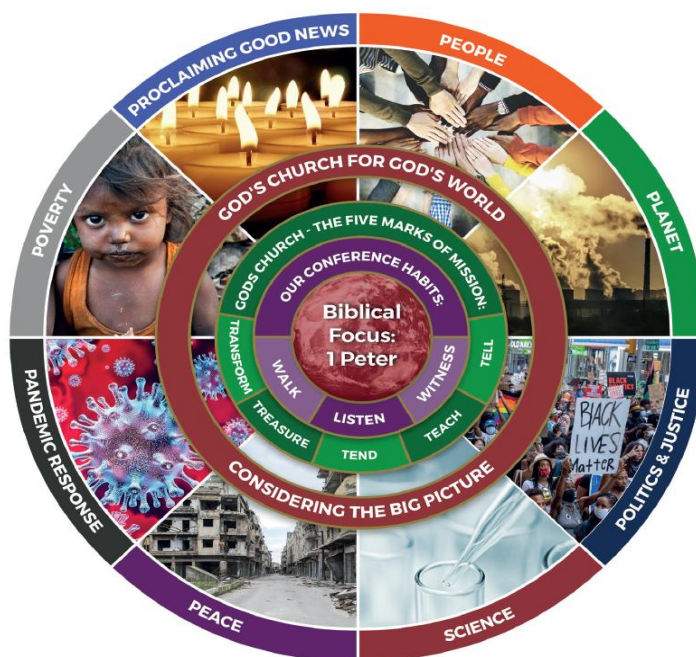 PROCLAIMING GOOD NEWS
PEOPLE
PLANET
POLITICS & JUSTICE
SCIENCE
PEACE
PANDEMIC RESPONSE
POVERTY
GOD'S CHURCH FOR GOD'S WORLD
CONSIDERING THE BIG PICTURE
GODS CHURCH - THE FIVE MARKS OF MISSION:
TELL
TEACH
TEND
TREASURE
TRANSFORM
OUR CONFERENCE HABITS:
WALK
LISTEN
WITNESS
Biblical
Focus:
1 Peter
BLACK
LIVES
MaTTer